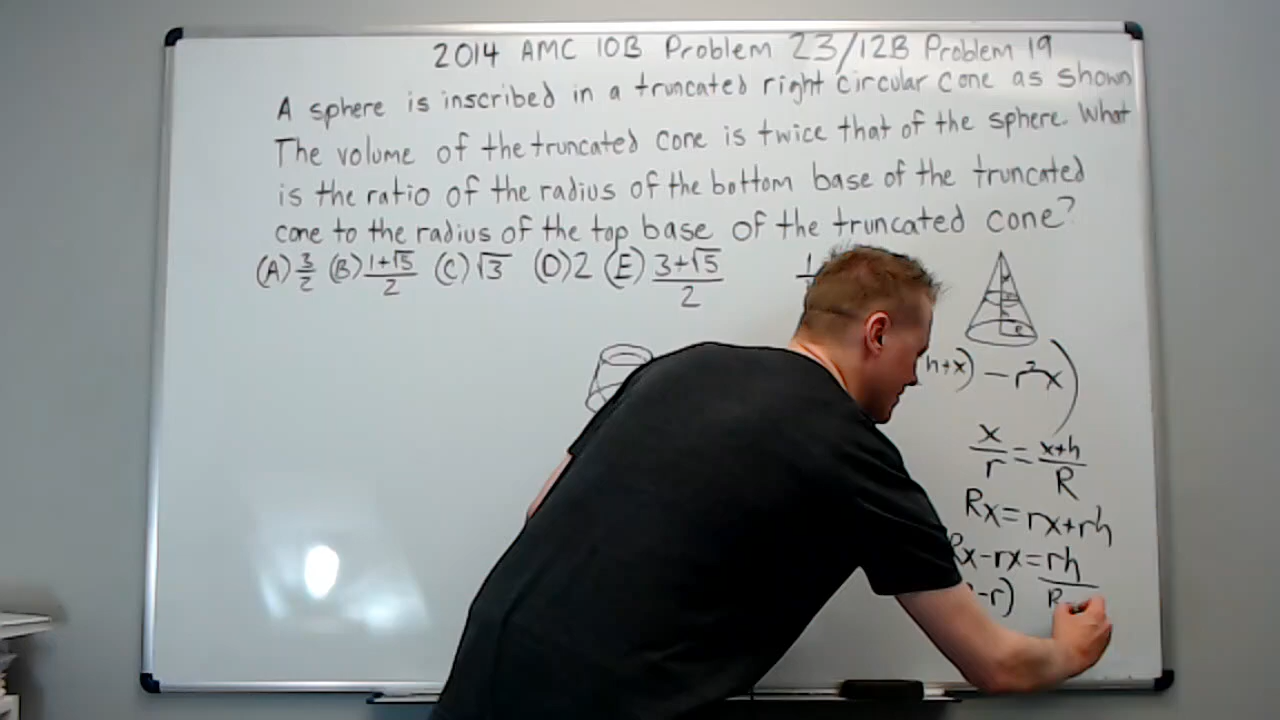 2014 AMC 10B Problem 23/12B Problem 19
A sphere is inscribed in a truncated right circular cone as shown
The volume of the truncated cone is twice that of the sphere. What
is the ratio of the radius of the bottom base of the truncated
cone to the radius of the top base of the truncated cone?
(A) 3/2 (B) 1+√5/2 (C) √3 (D) 2 (E) 3+√5/2
h+x) - r²x)
x/r = x+h/R
Rx = rx+rh
Rx-rx = rh
-r) R